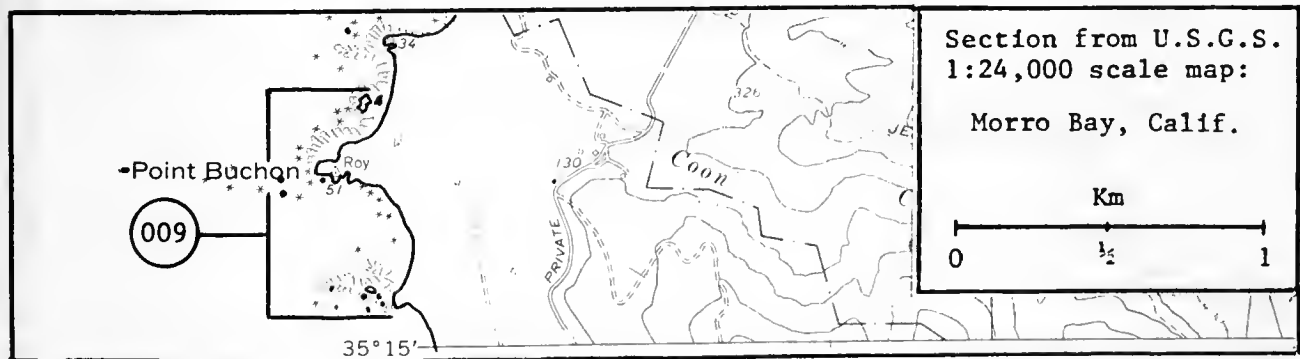 Section from U.S.G.S.
1:24,000 scale map:
Morro Bay, Calif.
Km
0 ½ 1
34
326
Point Buchon
Roy
51
130
Coon
009
PRIVATE
35°15'